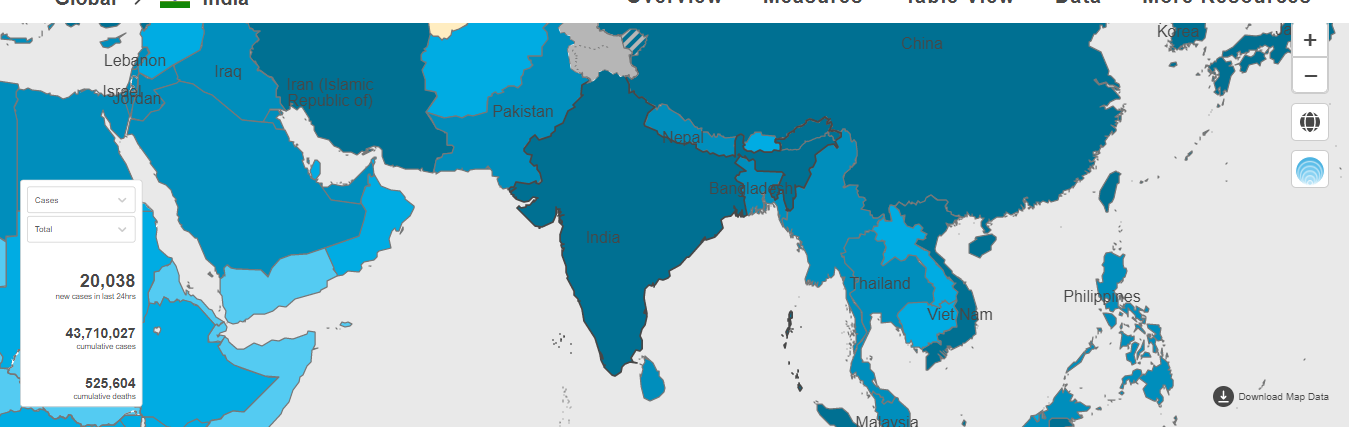 Global > India Overview Measures Table View Data More Resources
China
Korea
Lebanon
Iraq
Iran (Islamic
Republic of)
Israel
Jordan
Pakistan
Nepal
Bangladesh
India
Thailand
Viet Nam
Philippines
Malaysia
+
−
Cases
Total
20,038
new cases in last 24hrs
43,710,027
cumulative cases
525,604
cumulative deaths
Download Map Data